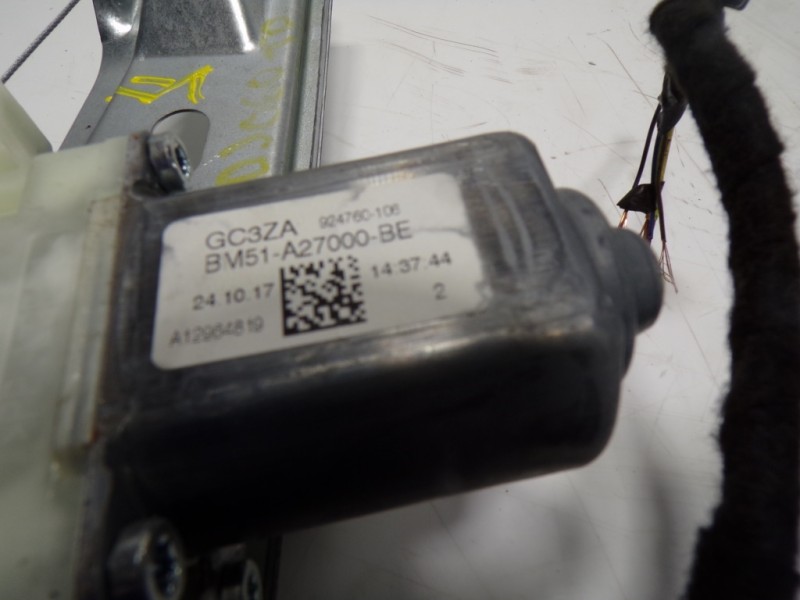 GC3ZA 924760-106
BM51-A27000-BE
24.10.17 14:37:44
A12964819 2